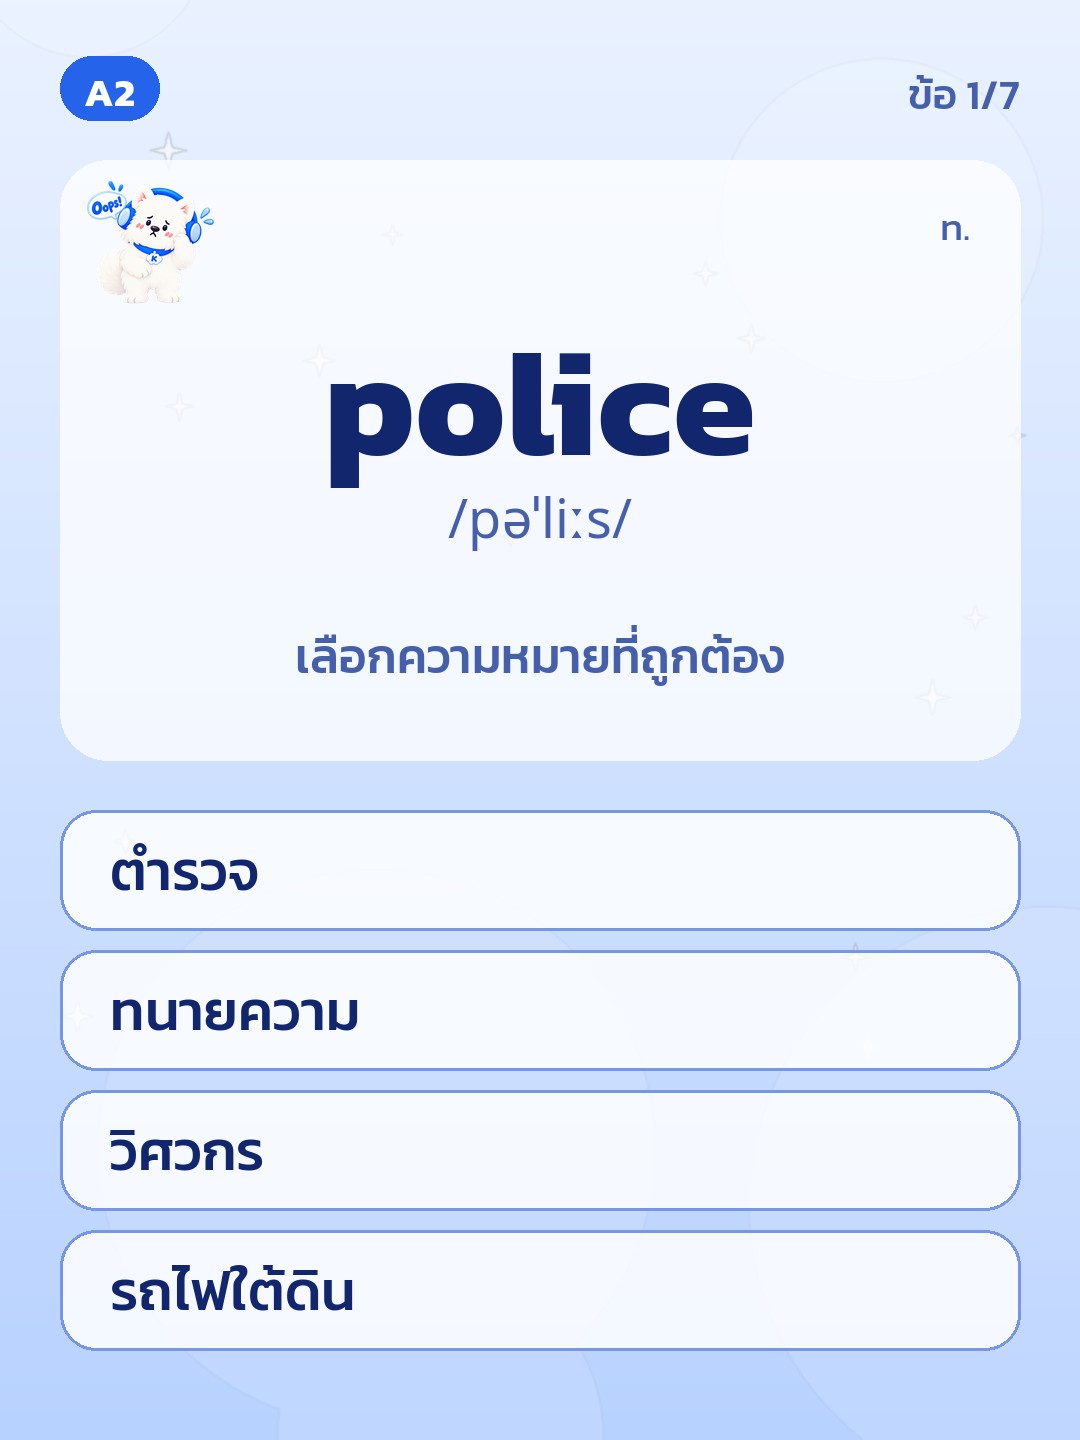 A2
ข้อ 1/7
Oops!
K
n.
police
/pəˈliːs/
เลือกความหมายที่ถูกต้อง
ตำรวจ
ทนายความ
วิศวกร
รถไฟใต้ดิน